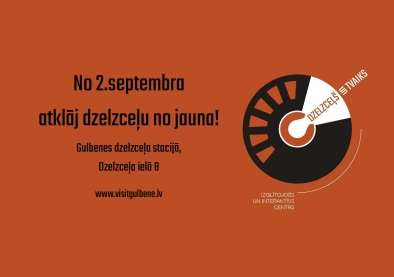 No 2.septembra
atklāj dzelzceļu no jauna!
Gulbenes dzelzceļa stacijā,
Dzelzceļa ielā 8
www.visitgulbene.lv
DZELZCEĻŠ UN TVAIKS
IZGLĪTOJOŠS
UN INTERAKTĪVS
CENTRS